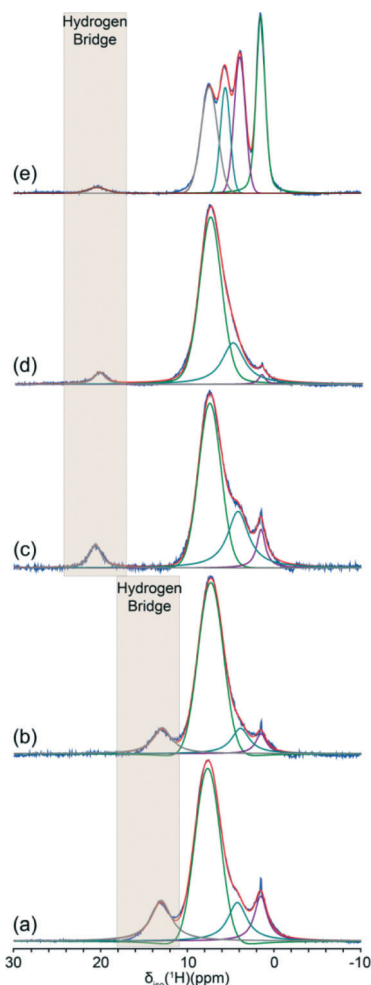 Hydrogen
Bridge
(e)
(d)
(c)
Hydrogen
Bridge
(b)
(a)
30 20 10 0 -10
δiso(¹H)(ppm)